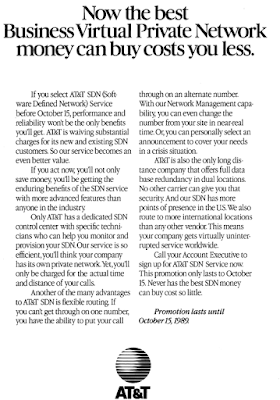 Now the best
Business Virtual Private Network
money can buy costs you less.
If you select AT&T SDN (Soft-
ware Defined Network) Service
before October 15, performance and
reliability won't be the only benefits
you'll get. AT&T is waiving substantial
charges for its new and existing SDN
customers. So our service becomes an
even better value.
If you act now, you'll not only
save money, you'll be getting the
enduring benefits of the SDN service
with more advanced features than
anyone in the industry.
Only AT&T has a dedicated SDN
control center with specific techni-
cians who can help you monitor and
provision your SDN. Our service is so
efficient, you'll think your company
has its own private network. Yet, you'll
only be charged for the actual time
and distance of your calls.
Another of the many advantages
to AT&T SDN is flexible routing. If
you can't get through on one number,
you have the ability to put your call
through on an alternate number.
With our Network Management capa-
bility, you can even change the
number from your site in near-real
time. Or, you can personally select an
announcement to cover your needs
in a crisis situation.
AT&T is also the only long dis-
tance company that offers full data
base redundancy in dual locations.
No other carrier can give you that
security. And our SDN has more
points of presence in the U.S. We also
route to more international locations
than any other vendor. This means
your company gets virtually uninter-
rupted service worldwide.
Call your Account Executive to
sign up for AT&T SDN Service now.
This promotion only lasts to October
15. Never has the best SDN money
can buy cost so little.
Promotion lasts until
October 15, 1989.
AT&T